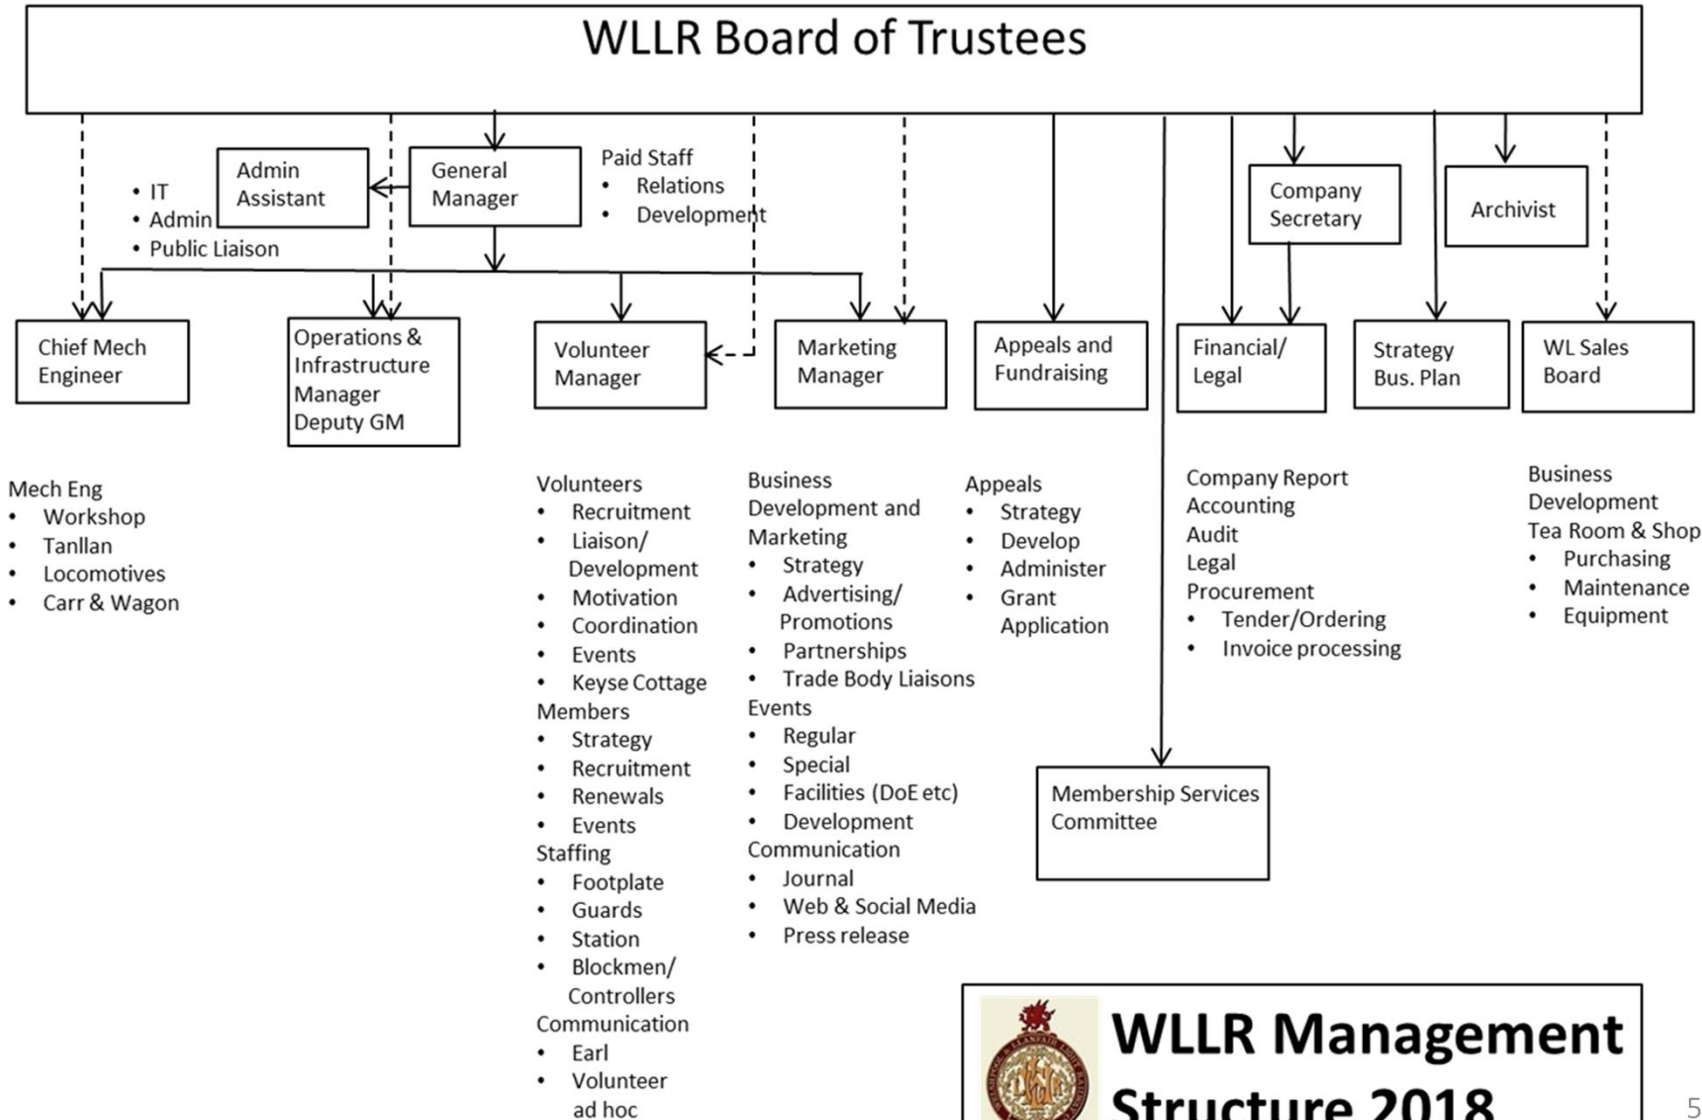 WLLR Board of Trustees
Admin
Assistant
• IT
• Admin
• Public Liaison
General
Manager
Paid Staff
• Relations
• Development
Company
Secretary
Archivist
Chief Mech
Engineer
Operations &
Infrastructure
Manager
Deputy GM
Volunteer
Manager
Marketing
Manager
Appeals and
Fundraising
Financial/
Legal
Strategy
Bus. Plan
WL Sales
Board
Mech Eng
• Workshop
• Tanllan
• Locomotives
• Carr & Wagon
Volunteers
• Recruitment
• Liaison/
Development
• Motivation
• Coordination
• Events
• Keyse Cottage
Members
• Strategy
• Recruitment
• Renewals
• Events
Staffing
• Footplate
• Guards
• Station
• Blockmen/
Controllers
Communication
• Earl
• Volunteer
ad hoc
Business
Development and
Marketing
• Strategy
• Advertising/
Promotions
• Partnerships
• Trade Body Liaisons
Events
• Regular
• Special
• Facilities (DoE etc)
• Development
Communication
• Journal
• Web & Social Media
• Press release
Appeals
• Strategy
• Develop
• Administer
• Grant
Application
Company Report
Accounting
Audit
Legal
Procurement
• Tender/Ordering
• Invoice processing
Business
Development
Tea Room & Shop
• Purchasing
• Maintenance
• Equipment
Membership Services
Committee
WLLR Management
Structure 2018
5